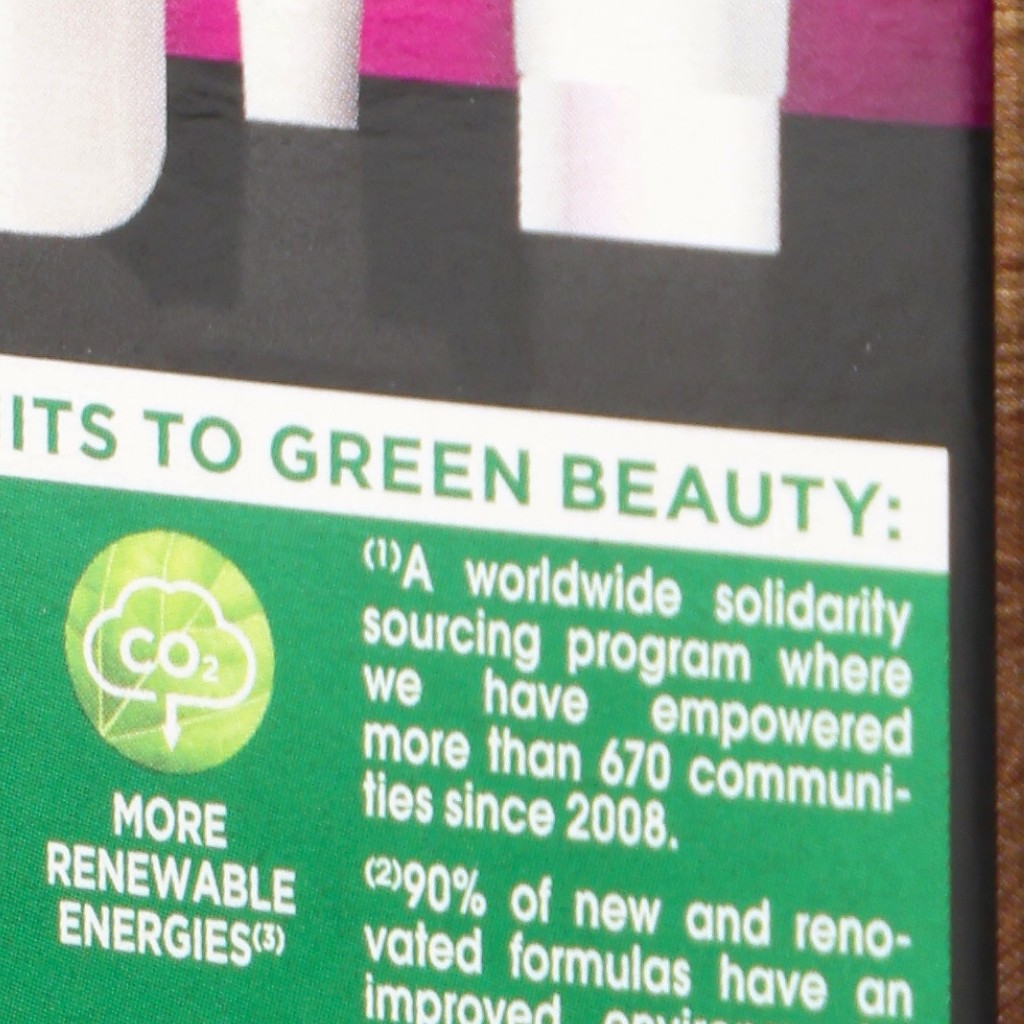 ITS TO GREEN BEAUTY:
CO₂
MORE
RENEWABLE
ENERGIES(3)
(1)A worldwide solidarity
sourcing program where
we have empowered
more than 670 communi-
ties since 2008.
(2)90% of new and reno-
vated formulas have an
improved